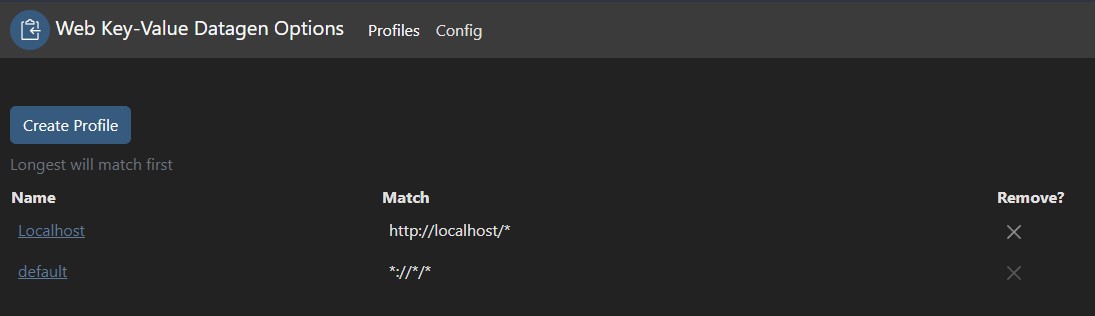 Web Key-Value Datagen Options Profiles Config
Create Profile
Longest will match first
Name Match Remove?
Localhost http://localhost/*
default *://*/*